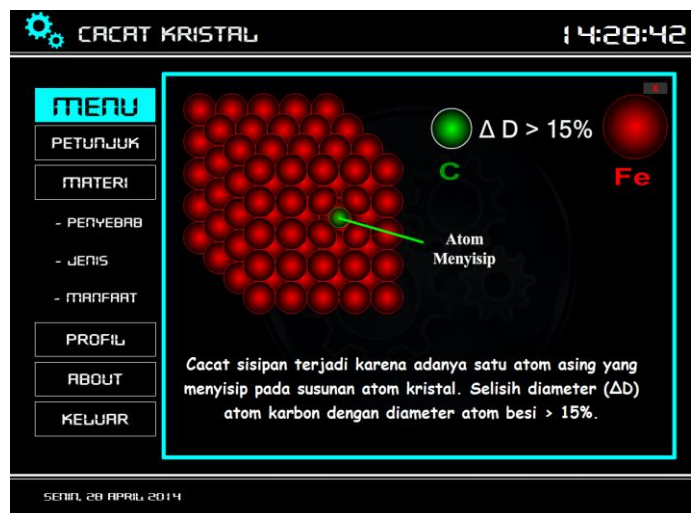 CACAT KRISTAL
14:28:42
MENU
PETUNJUK
MATERI
- PENYEBAB
- JENIS
- MANFAAT
PROFIL
ABOUT
KELUAR
X
Δ D > 15%
C
Fe
Atom
Menyisip
Cacat sisipan terjadi karena adanya satu atom asing yang
menyisip pada susunan atom kristal. Selisih diameter (ΔD)
atom karbon dengan diameter atom besi > 15%.
SENIN, 28 APRIL 2014